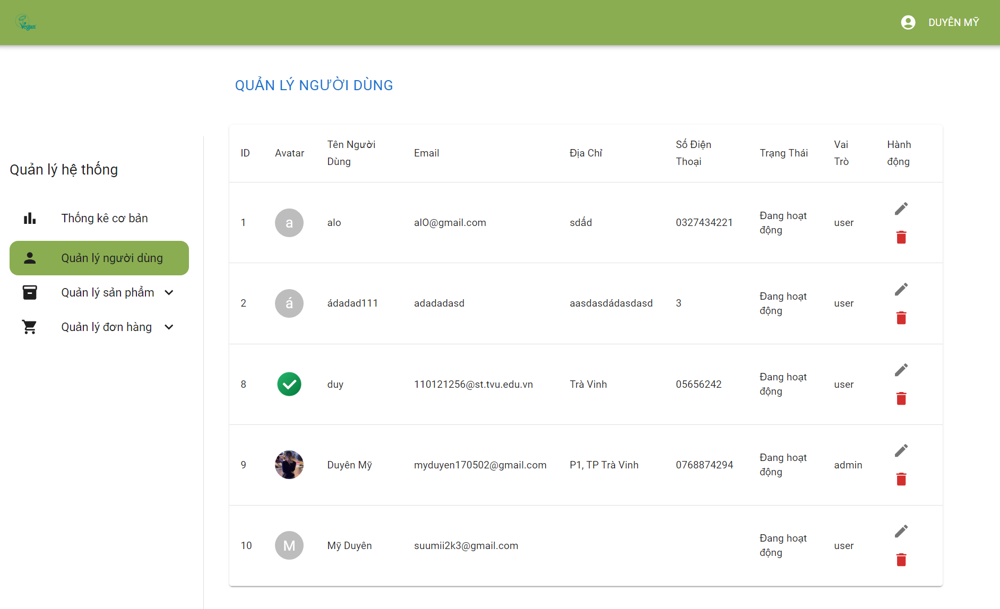 Vegan
DUYÊN MỸ
QUẢN LÝ NGƯỜI DÙNG
Quản lý hệ thống
Thống kê cơ bản
Quản lý người dùng
Quản lý sản phẩm
Quản lý đơn hàng
ID Avatar Tên Người Dùng Email Địa Chỉ Số Điện Thoại Trạng Thái Vai Trò Hành động
1 a alo alO@gmail.com sdấd 0327434221 Đang hoạt động user
2 á ádadad111 adadadasd aasdasdádasdasd 3 Đang hoạt động user
8 duy 110121256@st.tvu.edu.vn Trà Vinh 05656242 Đang hoạt động user
9 Duyên Mỹ myduyen170502@gmail.com P1, TP Trà Vinh 0768874294 Đang hoạt động admin
10 M Mỹ Duyên suumii2k3@gmail.com Đang hoạt động user